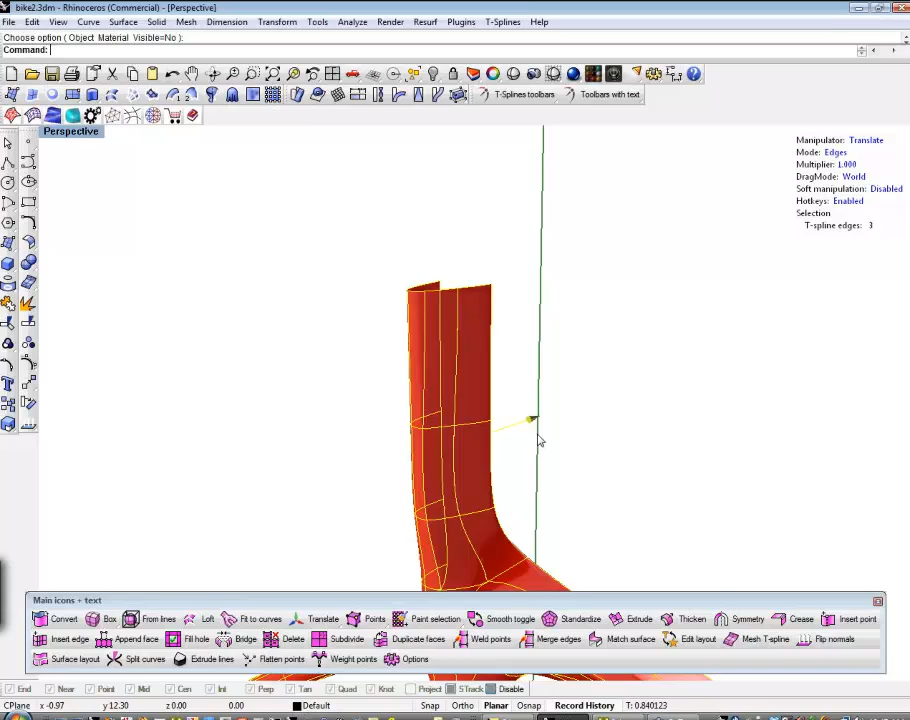 bike2.3dm - Rhinoceros (Commercial) - [Perspective]
File Edit View Curve Surface Solid Mesh Dimension Transform Tools Analyze Render Resurf Plugins T-Splines Help
Choose option ( Object Material Visible=No ):
Command:
T-Splines toolbars Toolbars with text
Perspective
Manipulator: Translate
Mode: Edges
Multiplier: 1.000
DragMode: World
Soft manipulation: Disabled
Hotkeys: Enabled
Selection
T-spline edges: 3
Main icons + text
Convert Box From lines Loft Fit to curves Translate Points Paint selection Smooth toggle Standardize Extrude Thicken Symmetry Crease Insert point
Insert edge Append face Fill hole Bridge Delete Subdivide Duplicate faces Weld points Merge edges Match surface Edit layout Mesh T-spline Flip normals
Surface layout Split curves Extrude lines Flatten points Weight points Options
End Near Point Mid Cen Int Perp Tan Quad Knot Project STrack Disable
CPlane x -0.97 y 12.30 z 0.00 0.00 Default Snap Ortho Planar Osnap Record History T: 0.840123